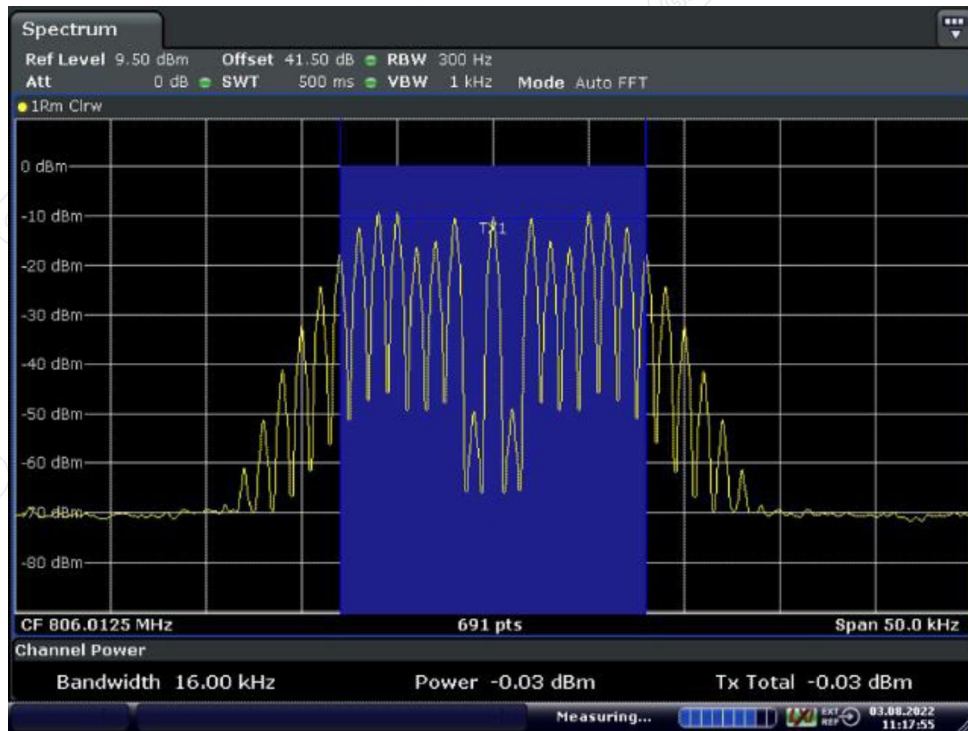 Spectrum
Ref Level 9.50 dBm Offset 41.50 dB RBW 300 Hz
Att 0 dB SWT 500 ms VBW 1 kHz Mode Auto FFT
1Rm Clrw
0 dBm
-10 dBm
TX1
-20 dBm
-30 dBm
-40 dBm
-50 dBm
-60 dBm
-70 dBm
-80 dBm
CF 806.0125 MHz 691 pts Span 50.0 kHz
Channel Power
Bandwidth 16.00 kHz Power -0.03 dBm Tx Total -0.03 dBm
Measuring... EXT REF 03.08.2022
11:17:55